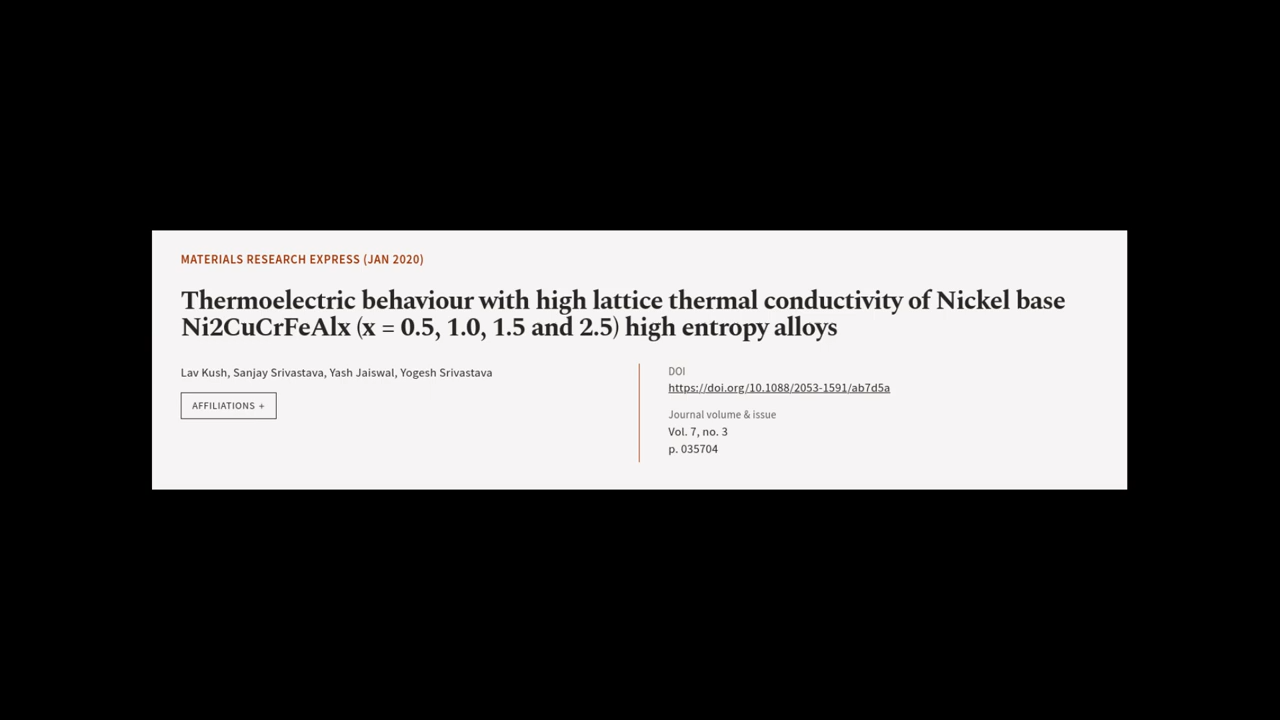 MATERIALS RESEARCH EXPRESS (JAN 2020)
Thermoelectric behaviour with high lattice thermal conductivity of Nickel base
Ni2CuCrFeAlx (x = 0.5, 1.0, 1.5 and 2.5) high entropy alloys
Lav Kush, Sanjay Srivastava, Yash Jaiswal, Yogesh Srivastava
AFFILIATIONS +
DOI
https://doi.org/10.1088/2053-1591/ab7d5a
Journal volume & issue
Vol. 7, no. 3
p. 035704